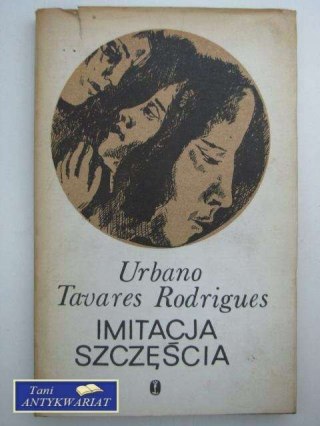 Urbano
Tavares Rodrigues
IMITACJA
SZCZĘŚCIA
Tani
ANTYKWARIAT